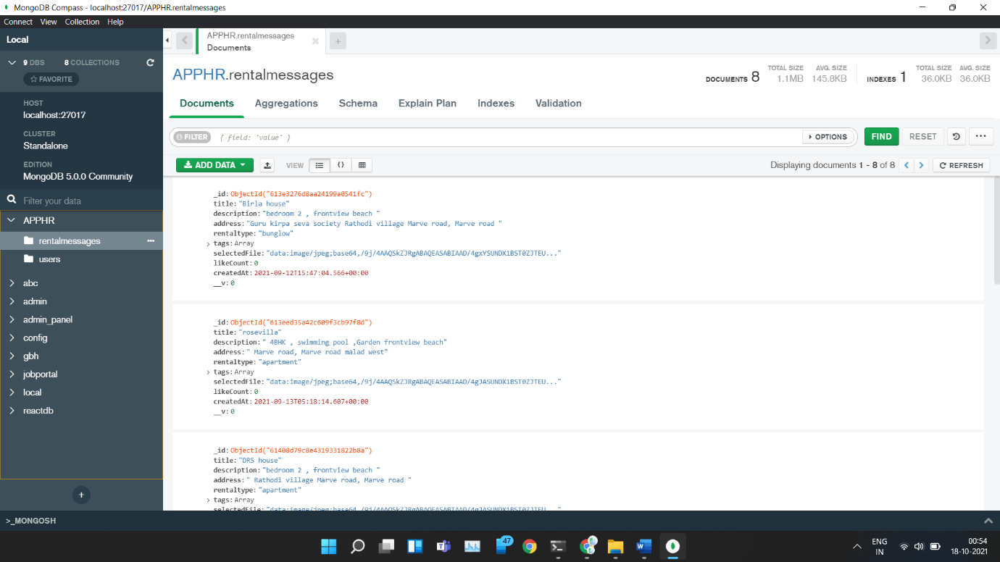 MongoDB Compass - localhost:27017/APPHR.rentalmessages
Connect View Collection Help
Local
9 DBS 8 COLLECTIONS
FAVORITE
HOST
localhost:27017
CLUSTER
Standalone
EDITION
MongoDB 5.0.0 Community
Filter your data
APPHR
rentalmessages
users
abc
admin
admin_panel
config
gbh
jobportal
local
reactdb
APPHR.rentalmessages
Documents
APPHR.rentalmessages
DOCUMENTS 8 TOTAL SIZE 1.1MB AVG. SIZE 145.8KB INDEXES 1 TOTAL SIZE 36.0KB AVG. SIZE 36.0KB
Documents Aggregations Schema Explain Plan Indexes Validation
FILTER { field: 'value' } OPTIONS FIND RESET
ADD DATA VIEW {} Displaying documents 1 - 8 of 8 REFRESH
_id: ObjectId("613e3276d8aa24199a0541fc")
title: "Birla house"
description: "bedroom 2 , frontview beach "
address: "Guru kirpa seva society Rathodi village Marve road, Marve road "
rentaltype: "bunglow"
tags: Array
selectedFile: "data:image/jpeg;base64,/9j/4AAQSkZJRgABAQEASABIAAD/4gxYSUNDX1BST0ZJTEU..."
likeCount: 0
createdAt: 2021-09-12T15:47:04.566+00:00
__v: 0
_id: ObjectId("613eed35a42c609f3cb97f8d")
title: "rosevilla"
description: " 4BHK , swimming pool ,Garden frontview beach"
address: " Marve road, Marve road malad west"
rentaltype: "apartment"
tags: Array
selectedFile: "data:image/jpeg;base64,/9j/4AAQSkZJRgABAQEASABIAAD/4gJASUNDX1BST0ZJTEU..."
likeCount: 0
createdAt: 2021-09-13T05:18:14.607+00:00
__v: 0
_id: ObjectId("61408d79c8e4319331822b8a")
title: "DRS house"
description: "bedroom 2 , frontview beach "
address: " Rathodi village Marve road, Marve road "
rentaltype: "apartment"
tags: Array
selectedFile: "data:image/jpeg;base64,/9j/4AAQSkZJRgABAQEASABIAAD/4gJASUNDX1BST0ZJTEU..."
>_MONGOSH
47
ENG
IN
00:54
18-10-2021